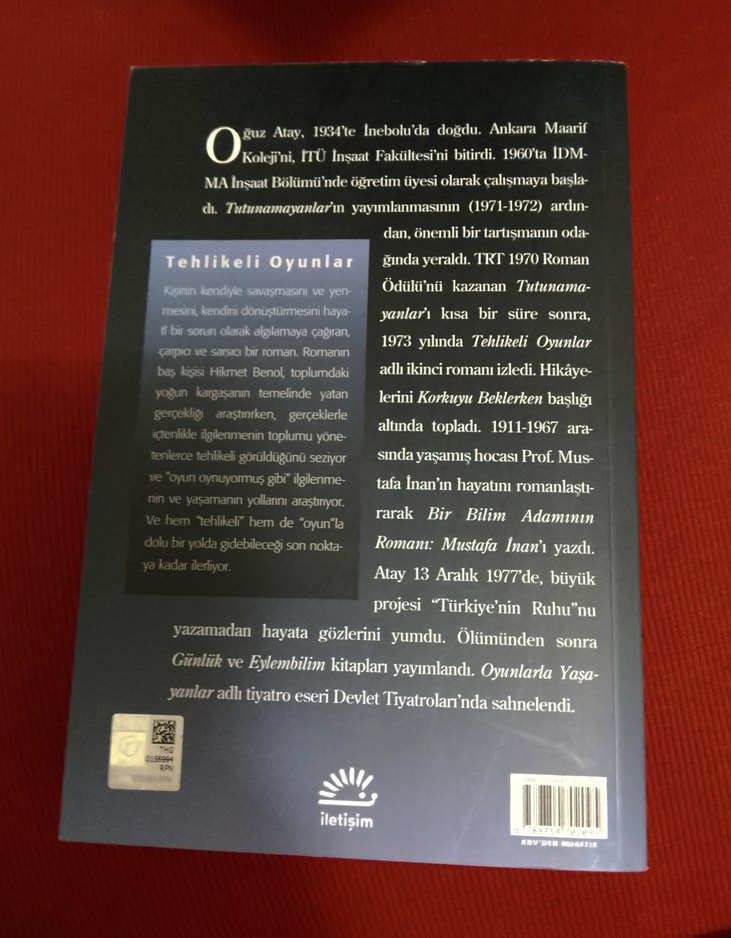 Oğuz Atay, 1934'te İnebolu'da doğdu. Ankara Maarif
Koleji'ni, İTÜ İnşaat Fakültesi'ni bitirdi. 1960'ta İDM-
MA İnşaat Bölümü'nde öğretim üyesi olarak çalışmaya başla-
dı. Tutunamayanlar'ın yayımlanmasının (1971-1972) ardın-
dan, önemli bir tartışmanın oda-
ğında yeraldı. TRT 1970 Roman
Ödülü'nü kazanan Tutunama-
yanlar'ı kısa bir süre sonra,
1973 yılında Tehlikeli Oyunlar
adlı ikinci romanı izledi. Hikâye-
lerini Korkuyu Beklerken başlığı
altında topladı. 1911-1967 ara-
sında yaşamış hocası Prof. Mus-
tafa İnan'ın hayatını romanlaştı-
rarak Bir Bilim Adamının
Romanı: Mustafa İnan'ı yazdı.
Atay 13 Aralık 1977'de, büyük
projesi "Türkiye'nin Ruhu"nu
yazamadan hayata gözlerini yumdu. Ölümünden sonra
Günlük ve Eylembilim kitapları yayımlandı. Oyunlarla Yaşa-
yanlar adlı tiyatro eseri Devlet Tiyatroları'nda sahnelendi.
Tehlikeli Oyunlar
Kişinin kendiyle savaşmasını ve yen-
mesini, kendini dönüştürmesini haya-
tî bir sorun olarak algılamaya çağıran,
çarpıcı ve sarsıcı bir roman. Romanın
baş kişisi Hikmet Benol, toplumdaki
yoğun kargaşanın temelinde yatan
gerçekliği araştırırken, gerçeklerle
içtenlikle ilgilenmenin toplumu yöne-
tenlerce tehlikeli görüldüğünü seziyor
ve "oyun oynuyormuş gibi" ilgilenme-
nin ve yaşamanın yollarını araştırıyor.
Ve hem "tehlikeli" hem de "oyun"la
dolu bir yolda gidebileceği son nokta-
ya kadar ilerliyor.
THG
0156994
RPN
iletişim
KDV'DEN MUAFTIR